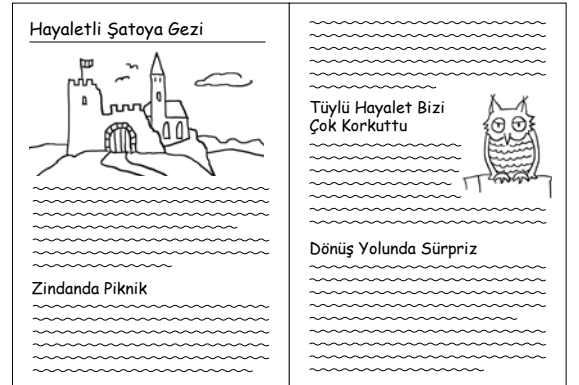 Hayaletli Şatoya Gezi
Zindanda Piknik
Tüylü Hayalet Bizi
Çok Korkuttu
Dönüş Yolunda Sürpriz